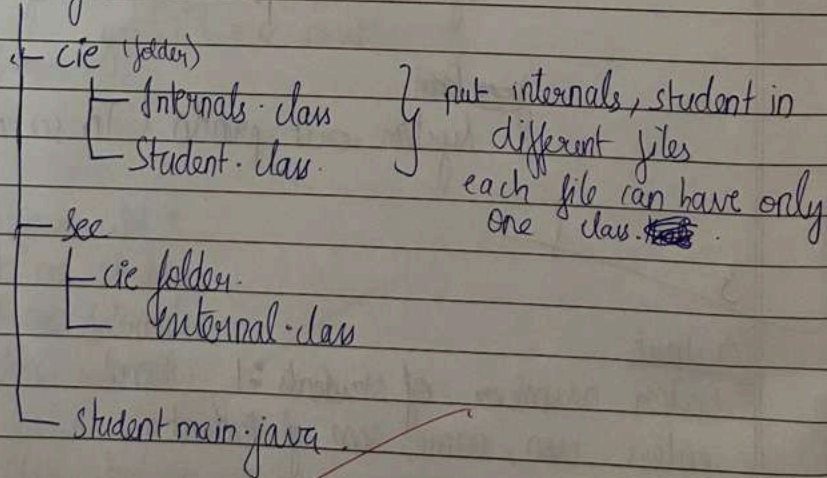 cie (folder)
Internals.class
Student.class.
put internals, student in
different files
each file can have only
one class.
see
cie folder.
External.class
Student main.java.